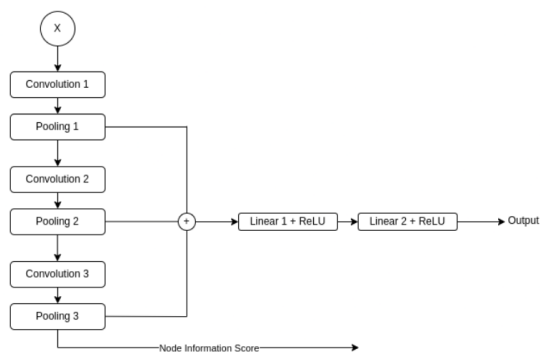 X
Convolution 1
Pooling 1
Convolution 2
Pooling 2
+
Linear 1 + ReLU
Linear 2 + ReLU
Output
Convolution 3
Pooling 3
Node Information Score